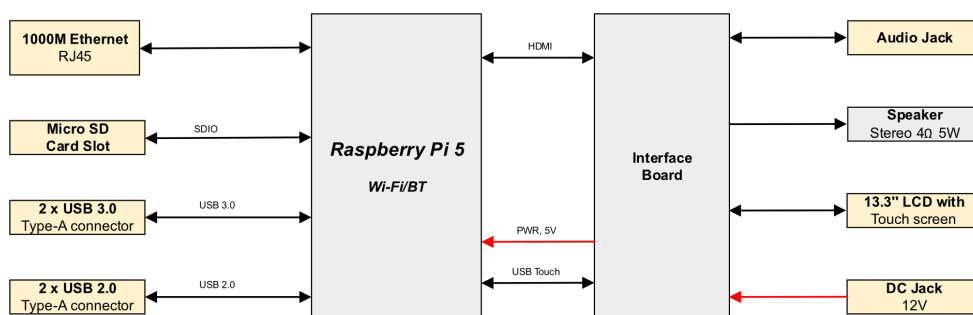 1000M Ethernet
RJ45
Micro SD
Card Slot
2 x USB 3.0
Type-A connector
2 x USB 2.0
Type-A connector
SDIO
USB 3.0
USB 2.0
Raspberry Pi 5
Wi-Fi/BT
HDMI
PWR, 5V
USB Touch
Interface
Board
Audio Jack
Speaker
Stereo 4Ω 5W
13.3" LCD with
Touch screen
DC Jack
12V